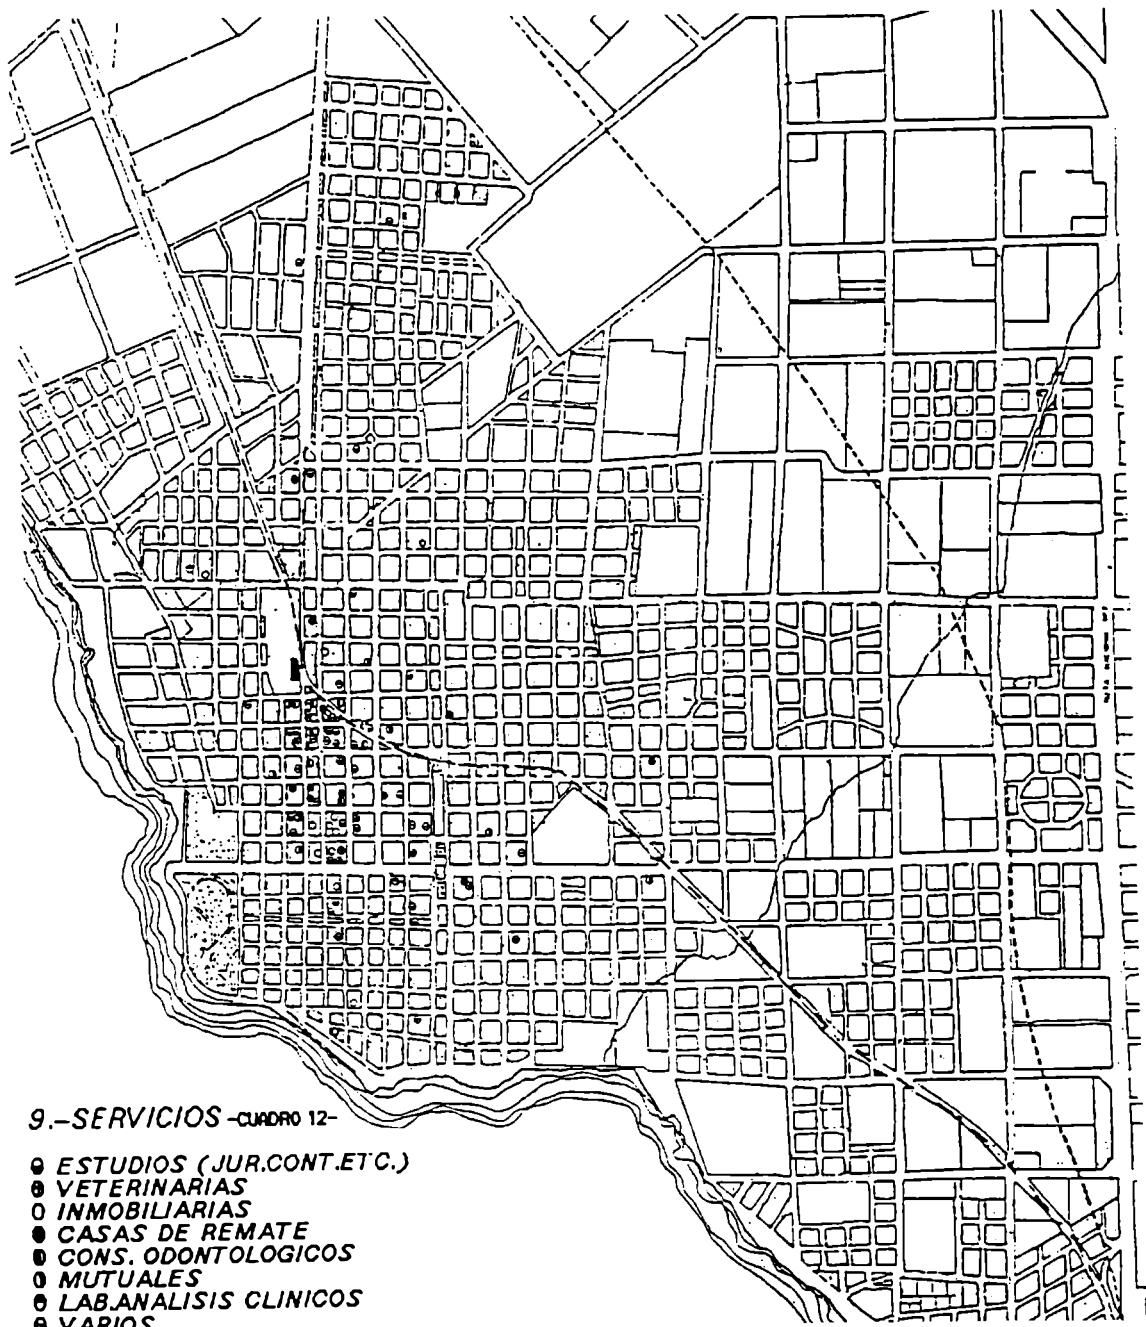 9.-SERVICIOS -CUADRO 12-
ESTUDIOS (JUR.CONT.ETC.)
VETERINARIAS
INMOBILIARIAS
CASAS DE REMATE
CONS. ODONTOLOGICOS
MUTUALES
LAB.ANALISIS CLINICOS
VARIOS